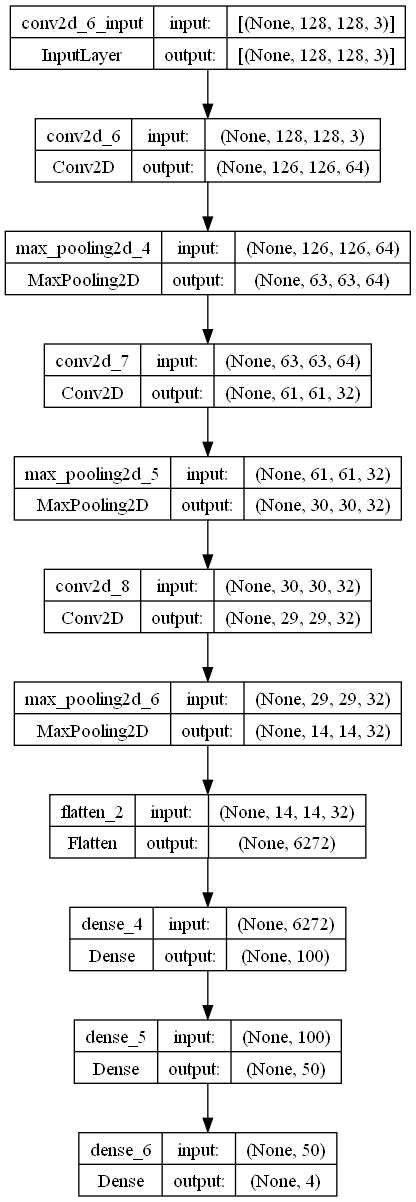 conv2d_6_input input: [(None, 128, 128, 3)]
InputLayer output: [(None, 128, 128, 3)]
conv2d_6 input: (None, 128, 128, 3)
Conv2D output: (None, 126, 126, 64)
max_pooling2d_4 input: (None, 126, 126, 64)
MaxPooling2D output: (None, 63, 63, 64)
conv2d_7 input: (None, 63, 63, 64)
Conv2D output: (None, 61, 61, 32)
max_pooling2d_5 input: (None, 61, 61, 32)
MaxPooling2D output: (None, 30, 30, 32)
conv2d_8 input: (None, 30, 30, 32)
Conv2D output: (None, 29, 29, 32)
max_pooling2d_6 input: (None, 29, 29, 32)
MaxPooling2D output: (None, 14, 14, 32)
flatten_2 input: (None, 14, 14, 32)
Flatten output: (None, 6272)
dense_4 input: (None, 6272)
Dense output: (None, 100)
dense_5 input: (None, 100)
Dense output: (None, 50)
dense_6 input: (None, 50)
Dense output: (None, 4)